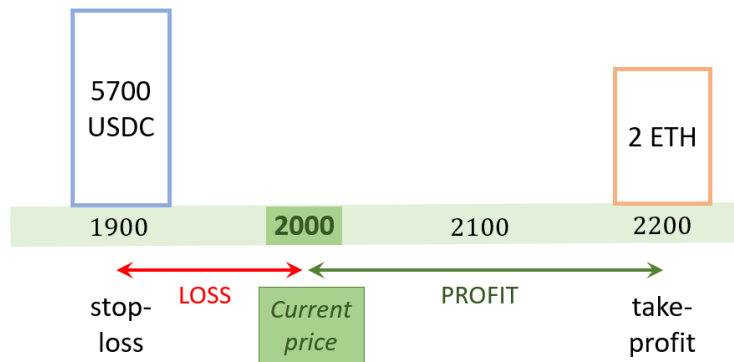 5700
USDC
2 ETH
1900 2000 2100 2200
LOSS PROFIT
stop-
loss
Current
price
take-
profit